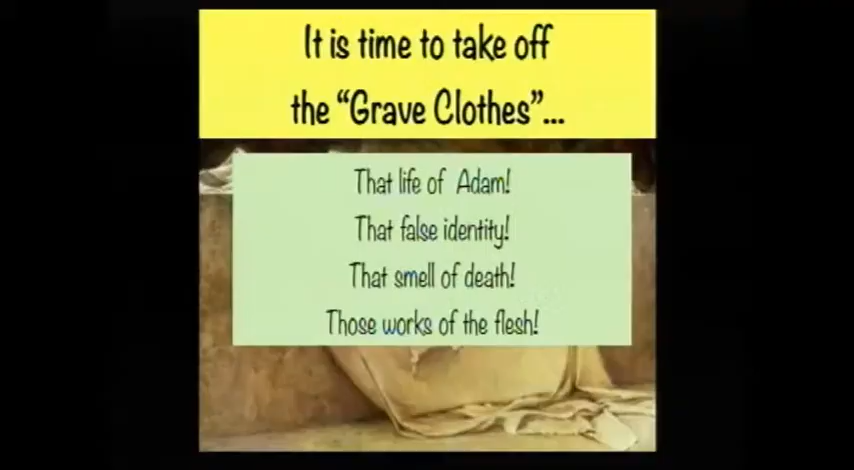 It is time to take off
the “Grave Clothes”...
That life of Adam!
That false identity!
That smell of death!
Those works of the flesh!